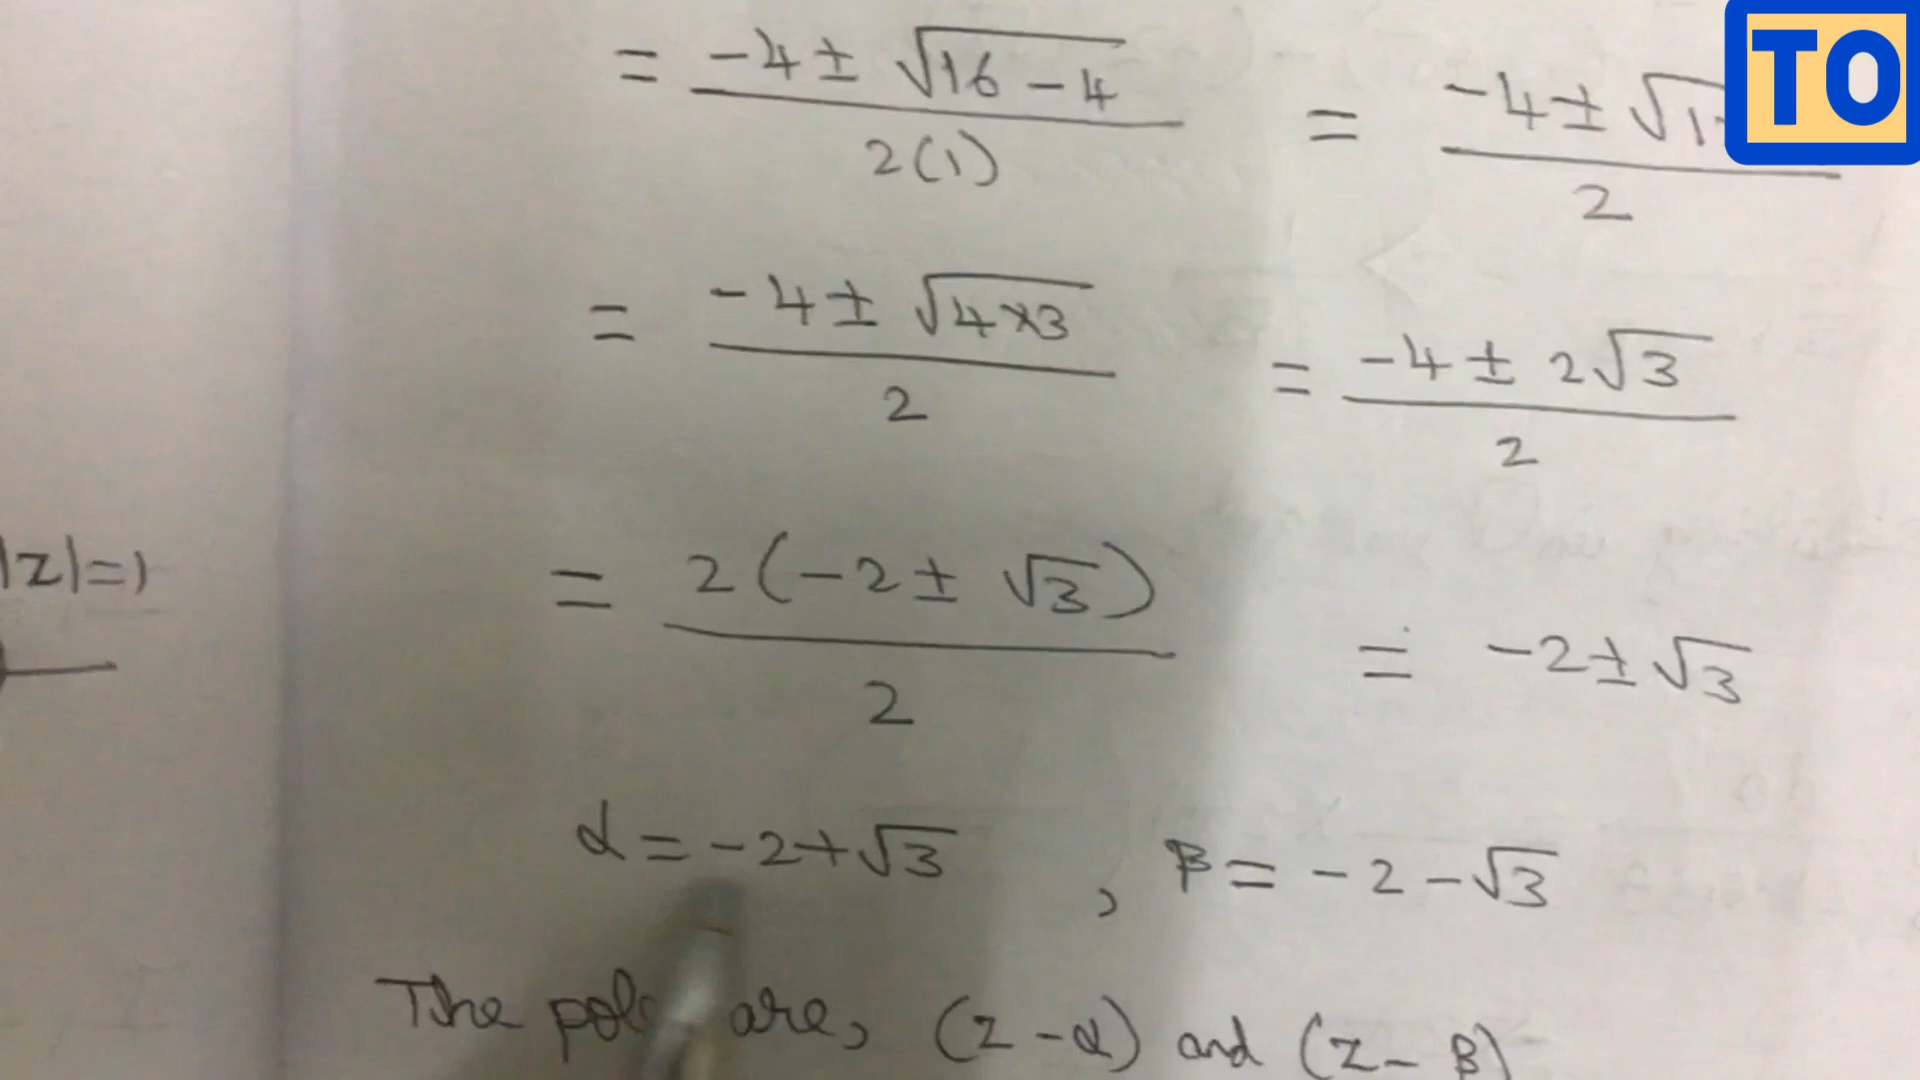 = (-4 ± √(16 - 4)) / 2(1) = (-4 ± √1) / 2
TO
= (-4 ± √(4×3)) / 2 = (-4 ± 2√3) / 2
|z|=1
= 2(-2 ± √3) / 2 = -2 ± √3
α = -2+√3 , β = -2-√3
The are, (z - α) and (z - β)